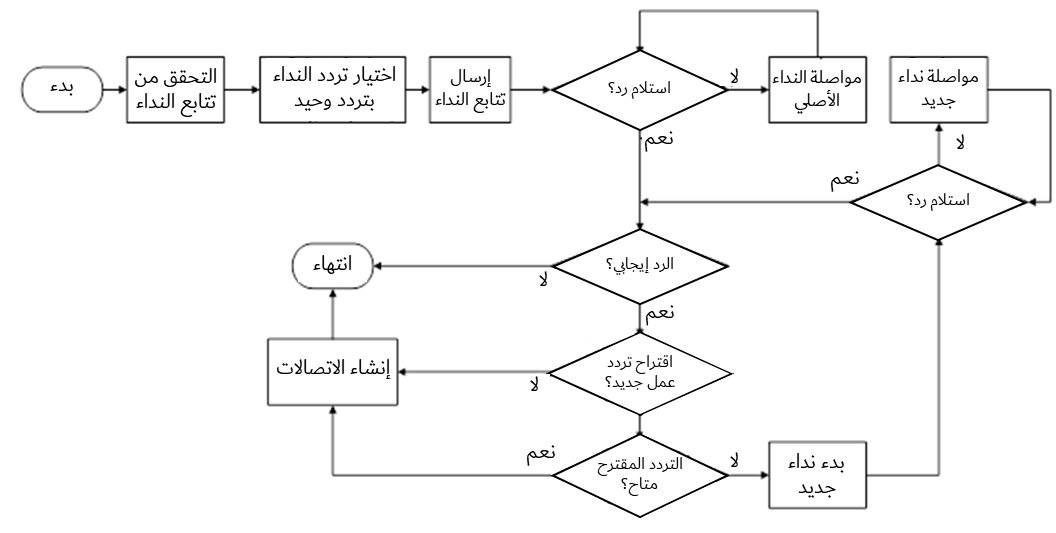 بدء
التحقق من
تتابع النداء
اختيار تردد النداء
بتردد وحيد
إرسال
تتابع النداء
استلام رد؟
لا
مواصلة النداء
الأصلي
مواصلة نداء
جديد
نعم
لا
استلام رد؟
نعم
الرد إيجابي؟
لا
انتهاء
نعم
اقتراح تردد
عمل جديد؟
لا
إنشاء الاتصالات
التردد المقترح
متاح؟
نعم
لا
بدء نداء
جديد